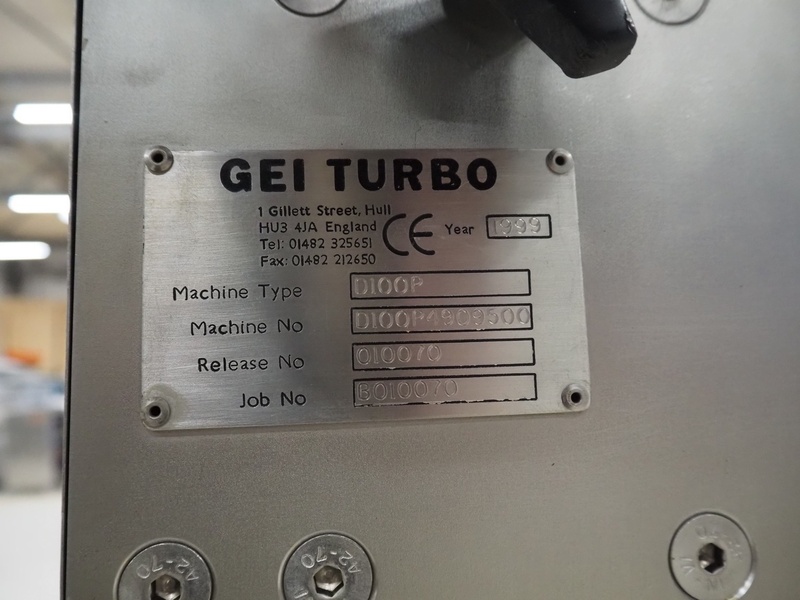 GEI TURBO
1 Gillett Street, Hull
HU3 4JA England
Tel: 01482 325651
Fax: 01482 212650
CE
Year 1999
Machine Type D100P
Machine No D100P4909500
Release No 010070
Job No B010070
A2-70
A2-70